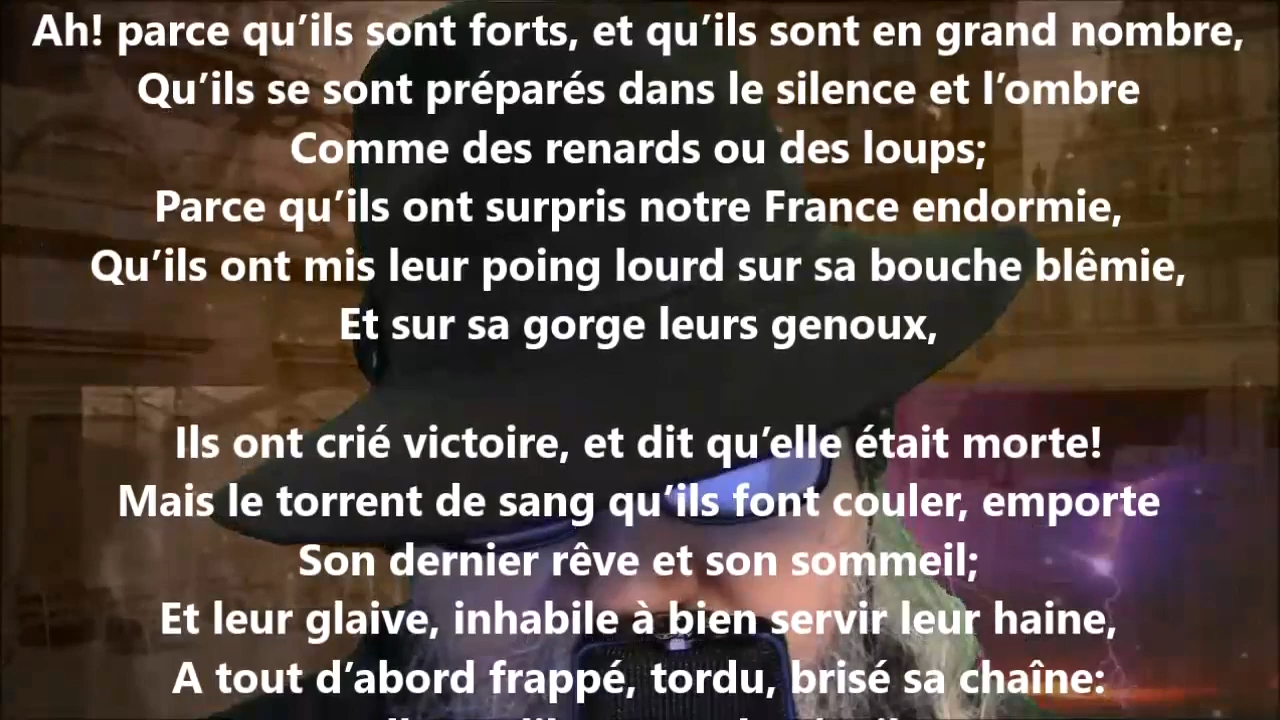 Ah! parce qu’ils sont forts, et qu’ils sont en grand nombre,
Qu’ils se sont préparés dans le silence et l’ombre
Comme des renards ou des loups;
Parce qu’ils ont surpris notre France endormie,
Qu’ils ont mis leur poing lourd sur sa bouche blêmie,
Et sur sa gorge leurs genoux,
Ils ont crié victoire, et dit qu’elle était morte!
Mais le torrent de sang qu’ils font couler, emporte
Son dernier rêve et son sommeil;
Et leur glaive, inhabile à bien servir leur haine,
A tout d’abord frappé, tordu, brisé sa chaîne: